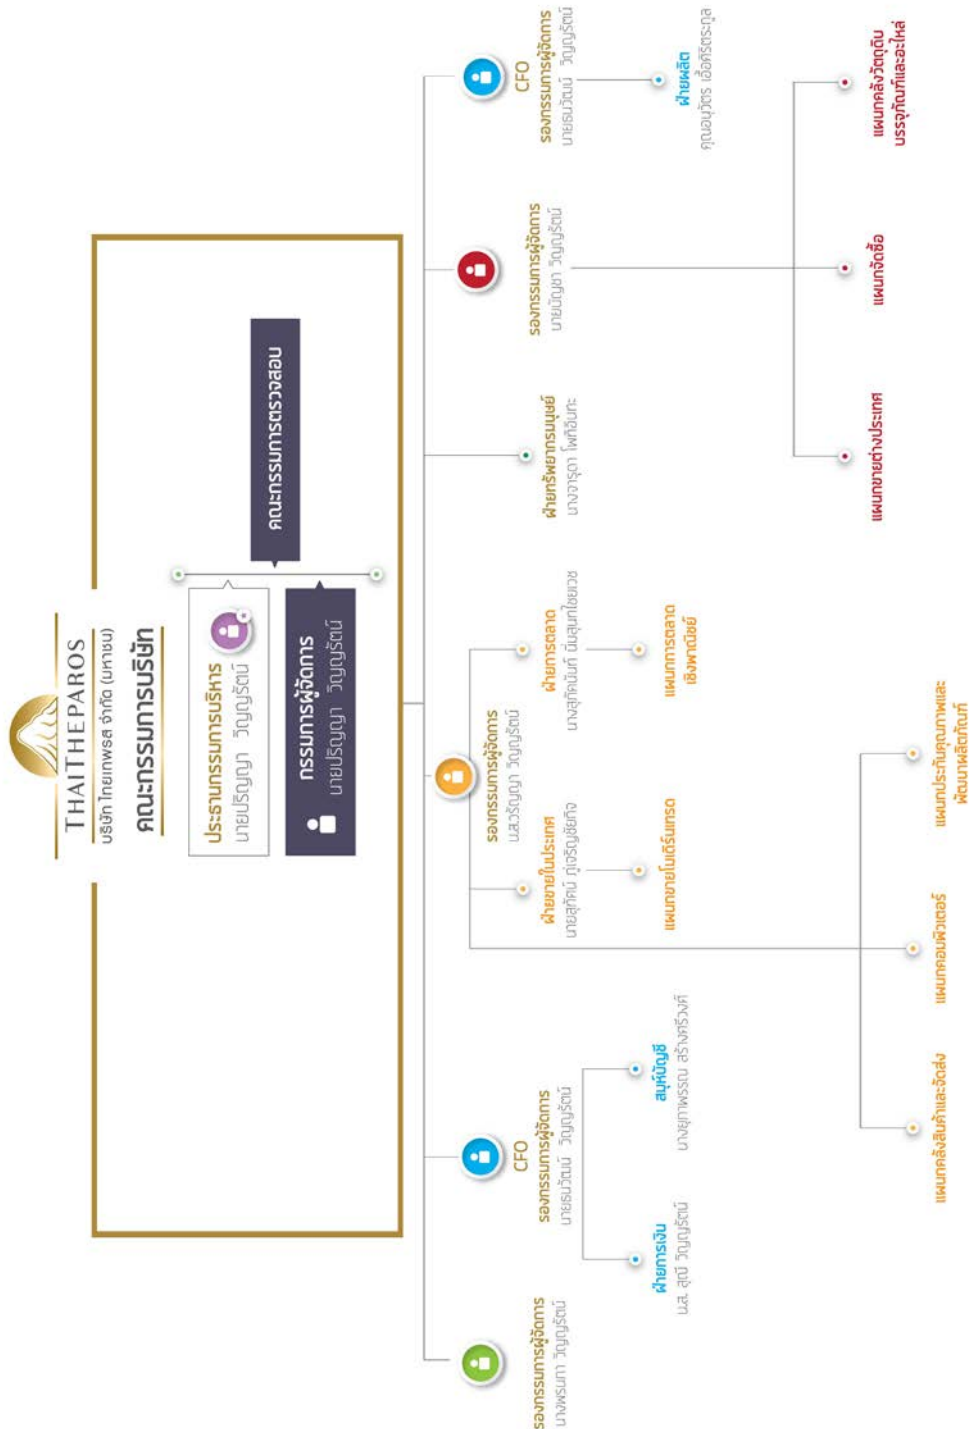 THAITHEPAROS
บริษัท ไทยเทพรส จำกัด (มหาชน)
คณะกรรมการบริษัท
ประธานกรรมการบริหาร
นายปริญญา วิญญรัตน์
กรรมการผู้จัดการ
นายปริญญา วิญญรัตน์
คณะกรรมการตรวจสอบ
รองกรรมการผู้จัดการ
นางพรนภา วิญญรัตน์
CFO
รองกรรมการผู้จัดการ
นายธนวัฒน์ วิญญรัตน์
ฝ่ายการเงิน
น.ส. สุณี วิญญรัตน์
สมุห์บัญชี
นางยุภาพรรณ สร้างศรีวงศ์
รองกรรมการผู้จัดการ
น.ส.วรัญญา วิญญรัตน์
ฝ่ายขายในประเทศ
นายสุทัศน์ ภู่เจริญชัยกิจ
แผนกขายโมเดิร์นเทรด
ฝ่ายการตลาด
นางสุทัศนันท์ นิ่มสุนทไชยเวช
แผนกการตลาด
เชิงพาณิชย์
แผนกคลังสินค้าและจัดส่ง
แผนกคอมพิวเตอร์
แผนกประกันคุณภาพและ
พัฒนาผลิตภัณฑ์
ฝ่ายทรัพยากรมนุษย์
นางจารุดา โพทิอินทะ
รองกรรมการผู้จัดการ
นายบัญชา วิญญรัตน์
แผนกขายต่างประเทศ
แผนกจัดซื้อ
แผนกคลังวัตถุดิบ
บรรจุภัณฑ์และอะไหล่
CFO
รองกรรมการผู้จัดการ
นายธนวัฒน์ วิญญรัตน์
ฝ่ายผลิต
คุณอนุวัตร เอื้อศิริตระกูล